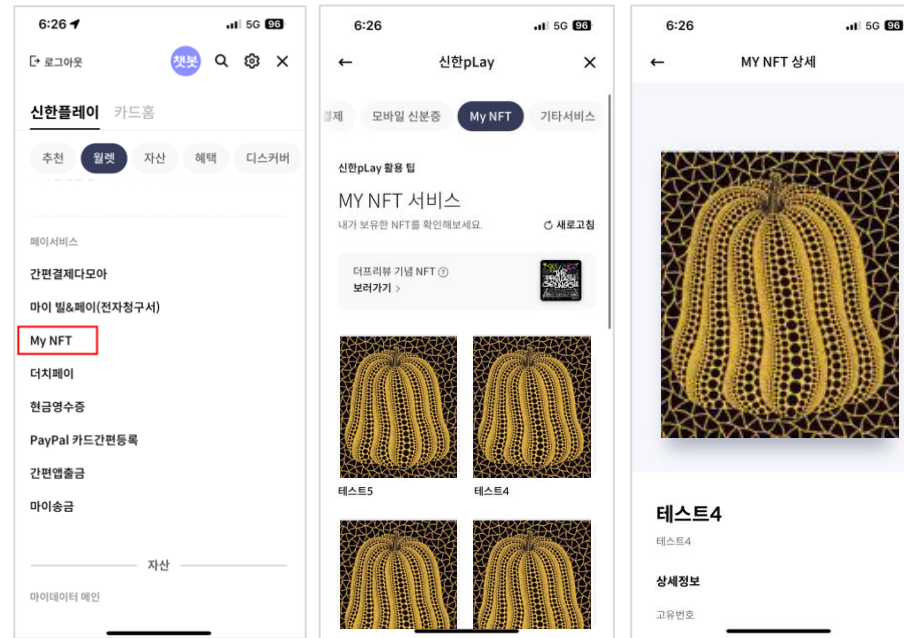 6:26
5G 96
로그아웃
챗봇
신한플레이 카드홈
추천 월렛 자산 혜택 디스커버
페이서비스
간편결제다모아
마이 빌&페이(전자청구서)
My NFT
더치페이
현금영수증
PayPal 카드간편등록
간편앱출금
마이송금
자산
마이데이터 메인
6:26
5G 96
신한pLay
모바일 신분증 My NFT 기타서비스
신한pLay 활용 팁
MY NFT 서비스
내가 보유한 NFT를 확인해보세요. 새로고침
더프리뷰 기념 NFT
보러가기 >
테스트5 테스트4
6:26
5G 96
MY NFT 상세
테스트4
테스트4
상세정보
고유번호